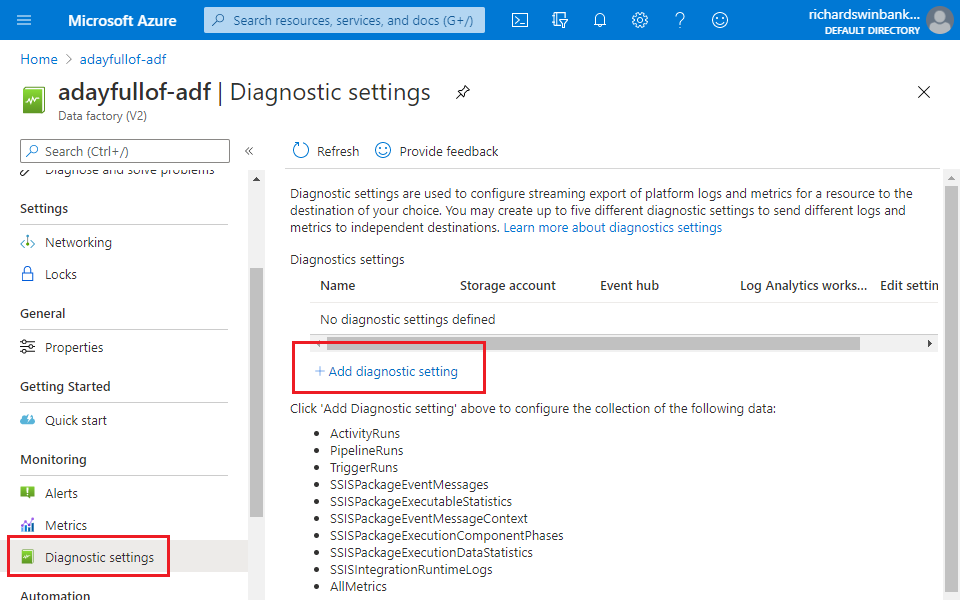 Microsoft Azure
Search resources, services, and docs (G+/)
richardswinbank...
DEFAULT DIRECTORY
Home > adayfullof-adf
adayfullof-adf | Diagnostic settings
Data factory (V2)
Search (Ctrl+/)
«
Diagnose and solve problems
Settings
Networking
Locks
General
Properties
Getting Started
Quick start
Monitoring
Alerts
Metrics
Diagnostic settings
Automation
Refresh
Provide feedback
Diagnostic settings are used to configure streaming export of platform logs and metrics for a resource to the
destination of your choice. You may create up to five different diagnostic settings to send different logs and
metrics to independent destinations. Learn more about diagnostics settings
Diagnostics settings
Name Storage account Event hub Log Analytics works... Edit settin
No diagnostic settings defined
+ Add diagnostic setting
Click 'Add Diagnostic setting' above to configure the collection of the following data:
• ActivityRuns
• PipelineRuns
• TriggerRuns
• SSISPackageEventMessages
• SSISPackageExecutableStatistics
• SSISPackageEventMessageContext
• SSISPackageExecutionComponentPhases
• SSISPackageExecutionDataStatistics
• SSISIntegrationRuntimeLogs
• AllMetrics